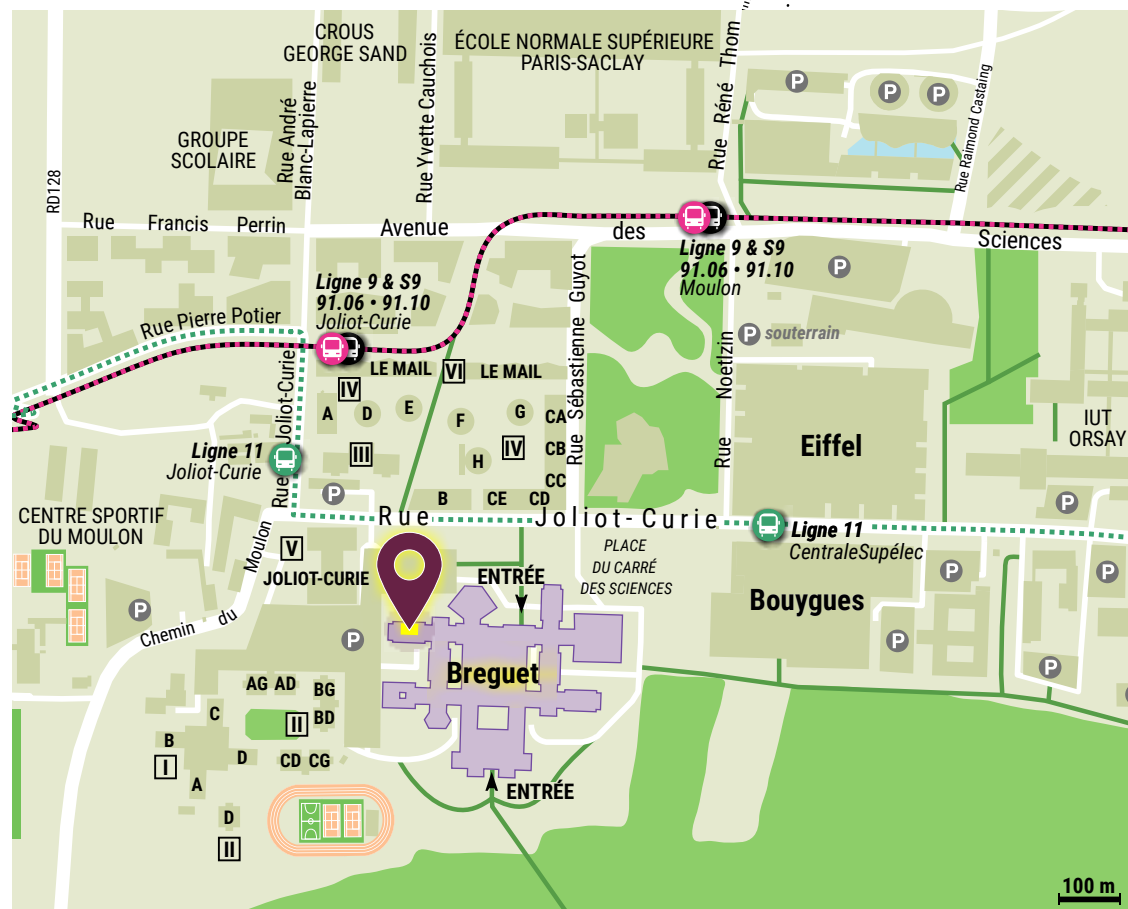 CROUS
GEORGE SAND
ÉCOLE NORMALE SUPÉRIEURE
PARIS-SACLAY
Rue Yvette Cauchois
Rue Réné Thom
P
P
P
Rue Raimond Castaing
GROUPE
SCOLAIRE
Rue André
Blanc-Lapierre
RD128
Rue Francis Perrin
Avenue des Sciences
Ligne 9 & S9
91.06 • 91.10
Moulon
P
Ligne 9 & S9
91.06 • 91.10
Joliot-Curie
Rue Pierre Potier
Rue Sébastienne Guyot
Rue Noetlzin
P souterrain
LE MAIL
VI
LE MAIL
IV
A
D
E
F
G
CA
Rue Joliot-Curie
Ligne 11
Joliot-Curie
III
H
IV
CB
CC
Eiffel
IUT
ORSAY
P
B
CE
CD
P
CENTRE SPORTIF
DU MOULON
Rue Joliot-Curie
Ligne 11
CentraleSupélec
Chemin du Moulon
V
JOLIOT-CURIE
PLACE
DU CARRÉ
DES SCIENCES
ENTRÉE
P
P
Bouygues
P
P
P
P
Breguet
AG
AD
BG
BD
C
II
B
I
D
CD
CG
A
D
II
ENTRÉE
100 m